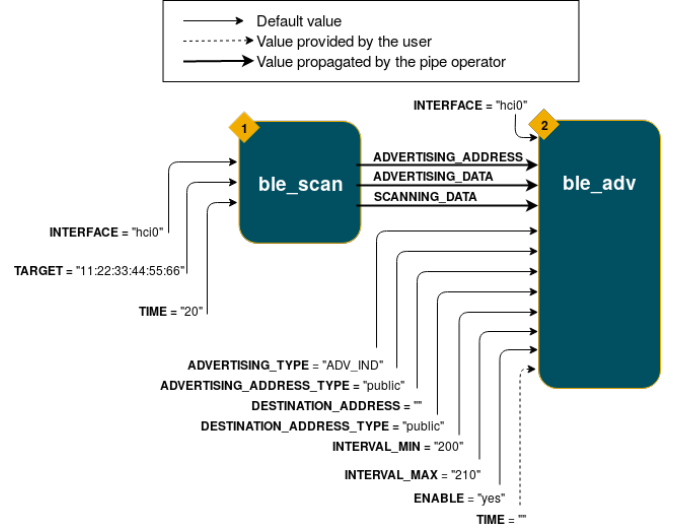 Default value
Value provided by the user
Value propagated by the pipe operator
INTERFACE = "hci0"
1
2
ble_scan
ADVERTISING_ADDRESS
ADVERTISING_DATA
SCANNING_DATA
ble_adv
INTERFACE = "hci0"
TARGET = "11:22:33:44:55:66"
TIME = "20"
ADVERTISING_TYPE = "ADV_IND"
ADVERTISING_ADDRESS_TYPE = "public"
DESTINATION_ADDRESS = ""
DESTINATION_ADDRESS_TYPE = "public"
INTERVAL_MIN = "200"
INTERVAL_MAX = "210"
ENABLE = "yes"
TIME = ""